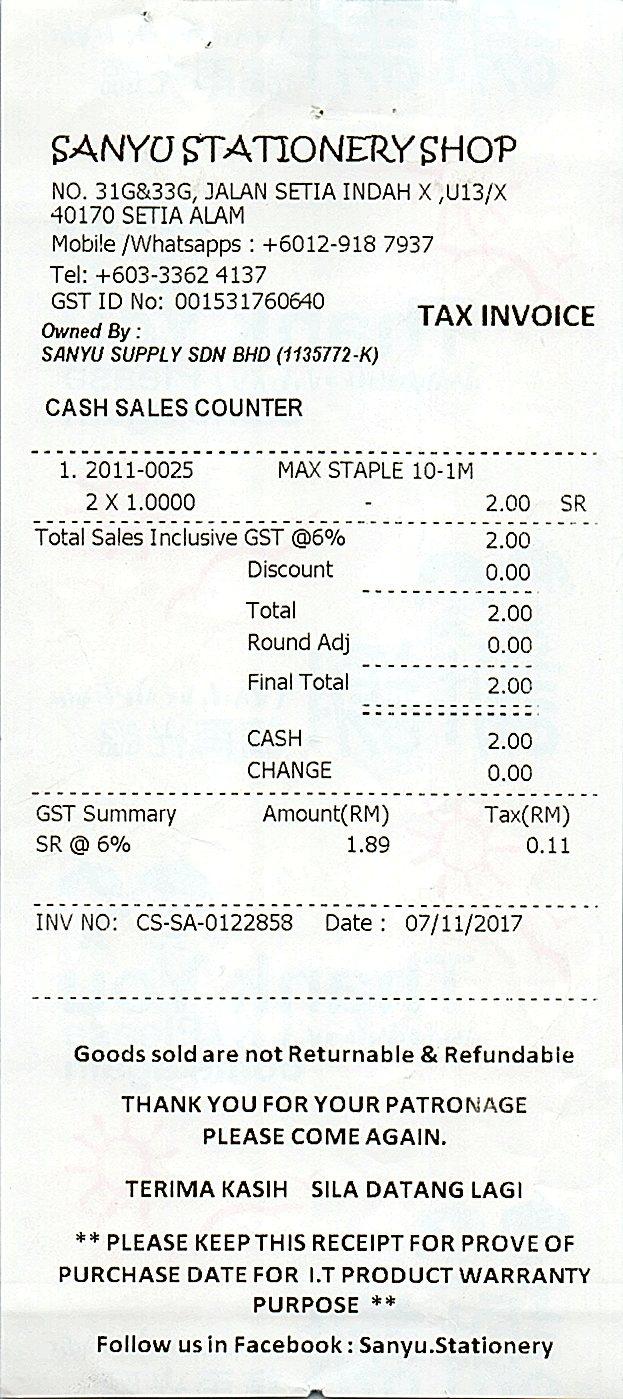 SANYU STATIONERY SHOP
NO. 31G&33G, JALAN SETIA INDAH X ,U13/X
40170 SETIA ALAM
Mobile /Whatsapps : +6012-918 7937
Tel: +603-3362 4137
GST ID No: 001531760640
TAX INVOICE
Owned By :
SANYU SUPPLY SDN BHD (1135772-K)
CASH SALES COUNTER
1. 2011-0025 MAX STAPLE 10-1M
2 X 1.0000 - 2.00 SR
Total Sales Inclusive GST @6% 2.00
Discount 0.00
Total 2.00
Round Adj 0.00
Final Total 2.00
CASH 2.00
CHANGE 0.00
GST Summary Amount(RM) Tax(RM)
SR @ 6% 1.89 0.11
INV NO: CS-SA-0122858 Date : 07/11/2017
Goods sold are not Returnable & Refundable
THANK YOU FOR YOUR PATRONAGE
PLEASE COME AGAIN.
TERIMA KASIH SILA DATANG LAGI
** PLEASE KEEP THIS RECEIPT FOR PROVE OF
PURCHASE DATE FOR I.T PRODUCT WARRANTY
PURPOSE **
Follow us in Facebook : Sanyu.Stationery